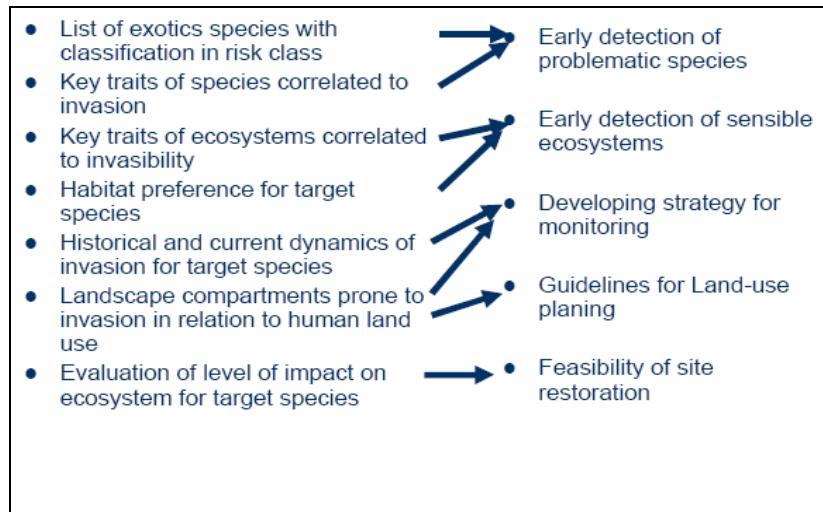 ● List of exotics species with
classification in risk class
● Key traits of species correlated to
invasion
● Key traits of ecosystems correlated
to invasibility
● Habitat preference for target
species
● Historical and current dynamics of
invasion for target species
● Landscape compartments prone to
invasion in relation to human land
use
● Evaluation of level of impact on
ecosystem for target species
● Early detection of
problematic species
● Early detection of sensible
ecosystems
● Developing strategy for
monitoring
● Guidelines for Land-use
planing
● Feasibility of site
restoration